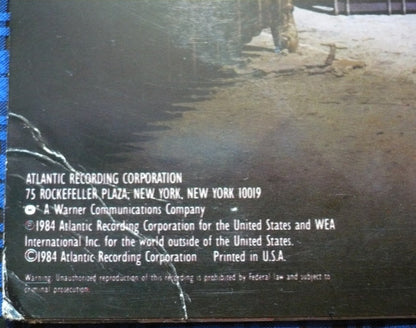 ATLANTIC RECORDING CORPORATION
75 ROCKEFELLER PLAZA, NEW YORK, NEW YORK 10019
A Warner Communications Company
℗1984 Atlantic Recording Corporation for the United States and WEA
International Inc. for the world outside of the United States.
©1984 Atlantic Recording Corporation Printed in U.S.A.
Warning: Unauthorized reproduction of this recording is prohibited by Federal law and subject to
criminal prosecution.